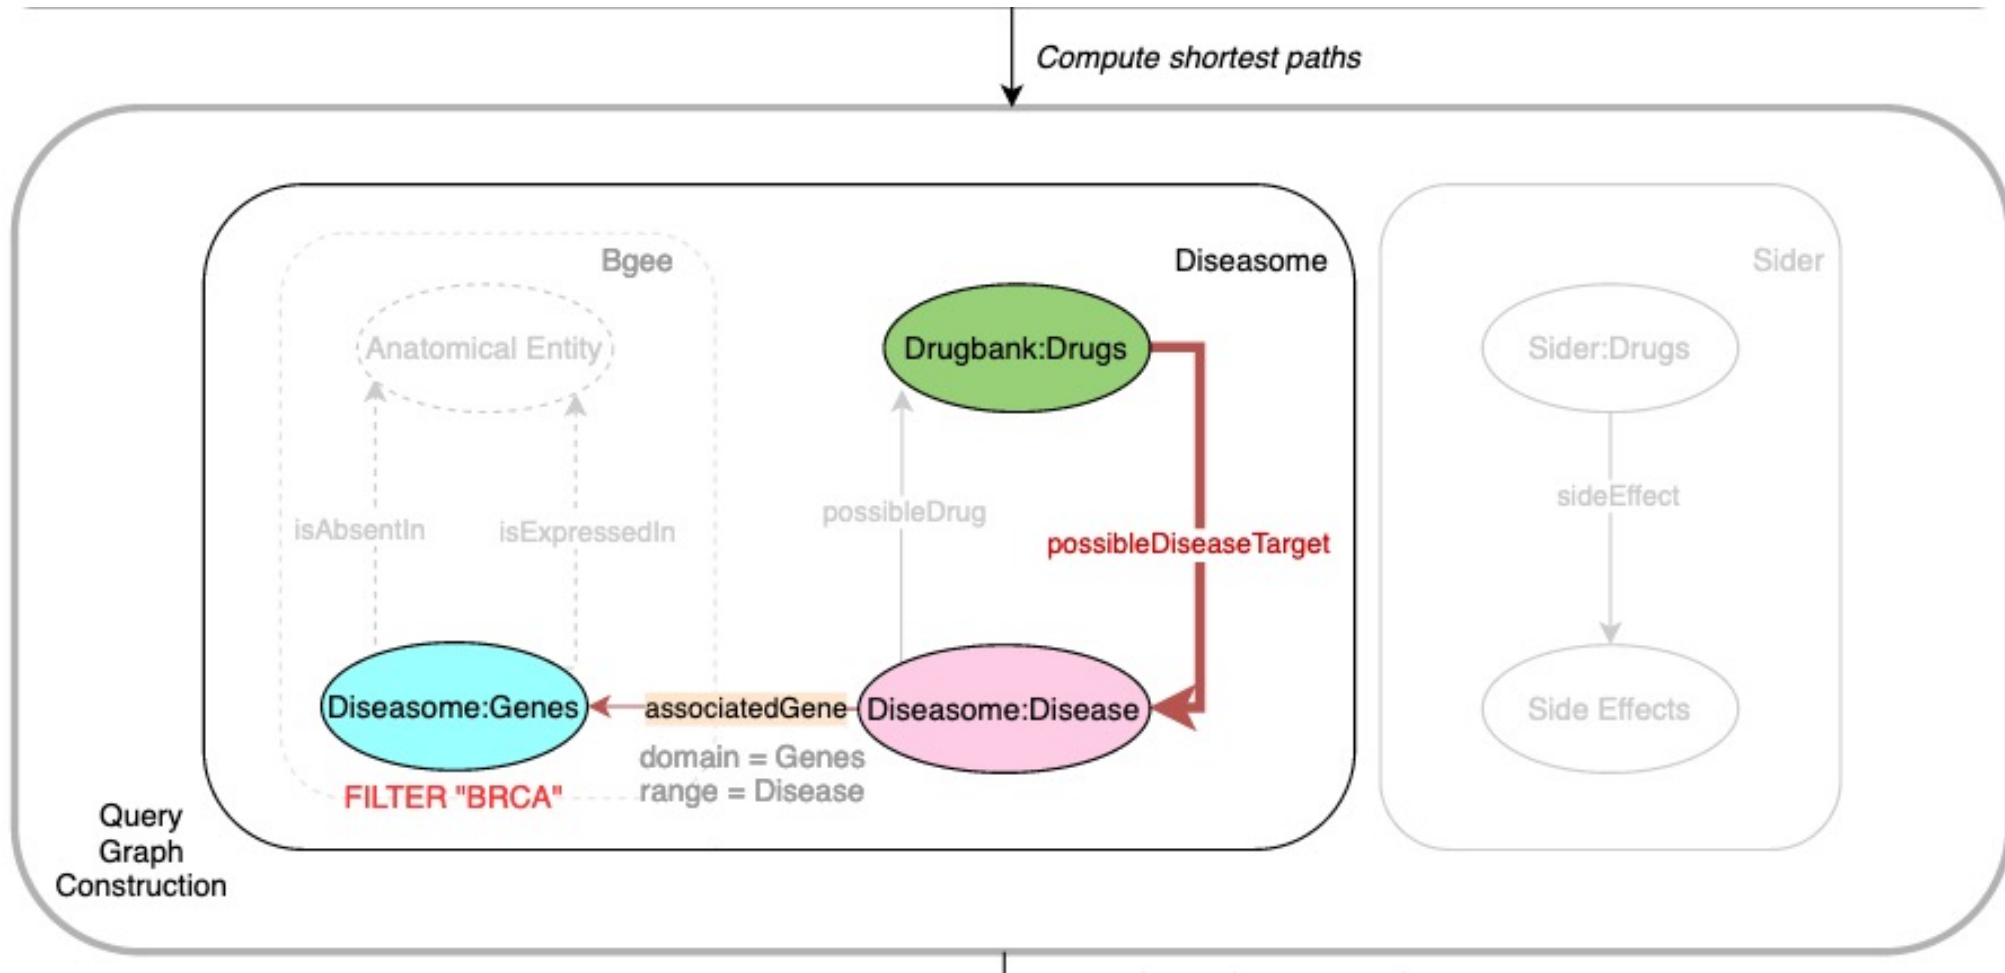 Compute shortest paths
Bgee
Diseasome
Sider
Anatomical Entity
Drugbank:Drugs
Sider:Drugs
isAbsentIn
isExpressedIn
possibleDrug
possibleDiseaseTarget
sideEffect
Diseasome:Genes
associatedGene
Diseasome:Disease
Side Effects
domain = Genes
range = Disease
FILTER "BRCA"
Query
Graph
Construction